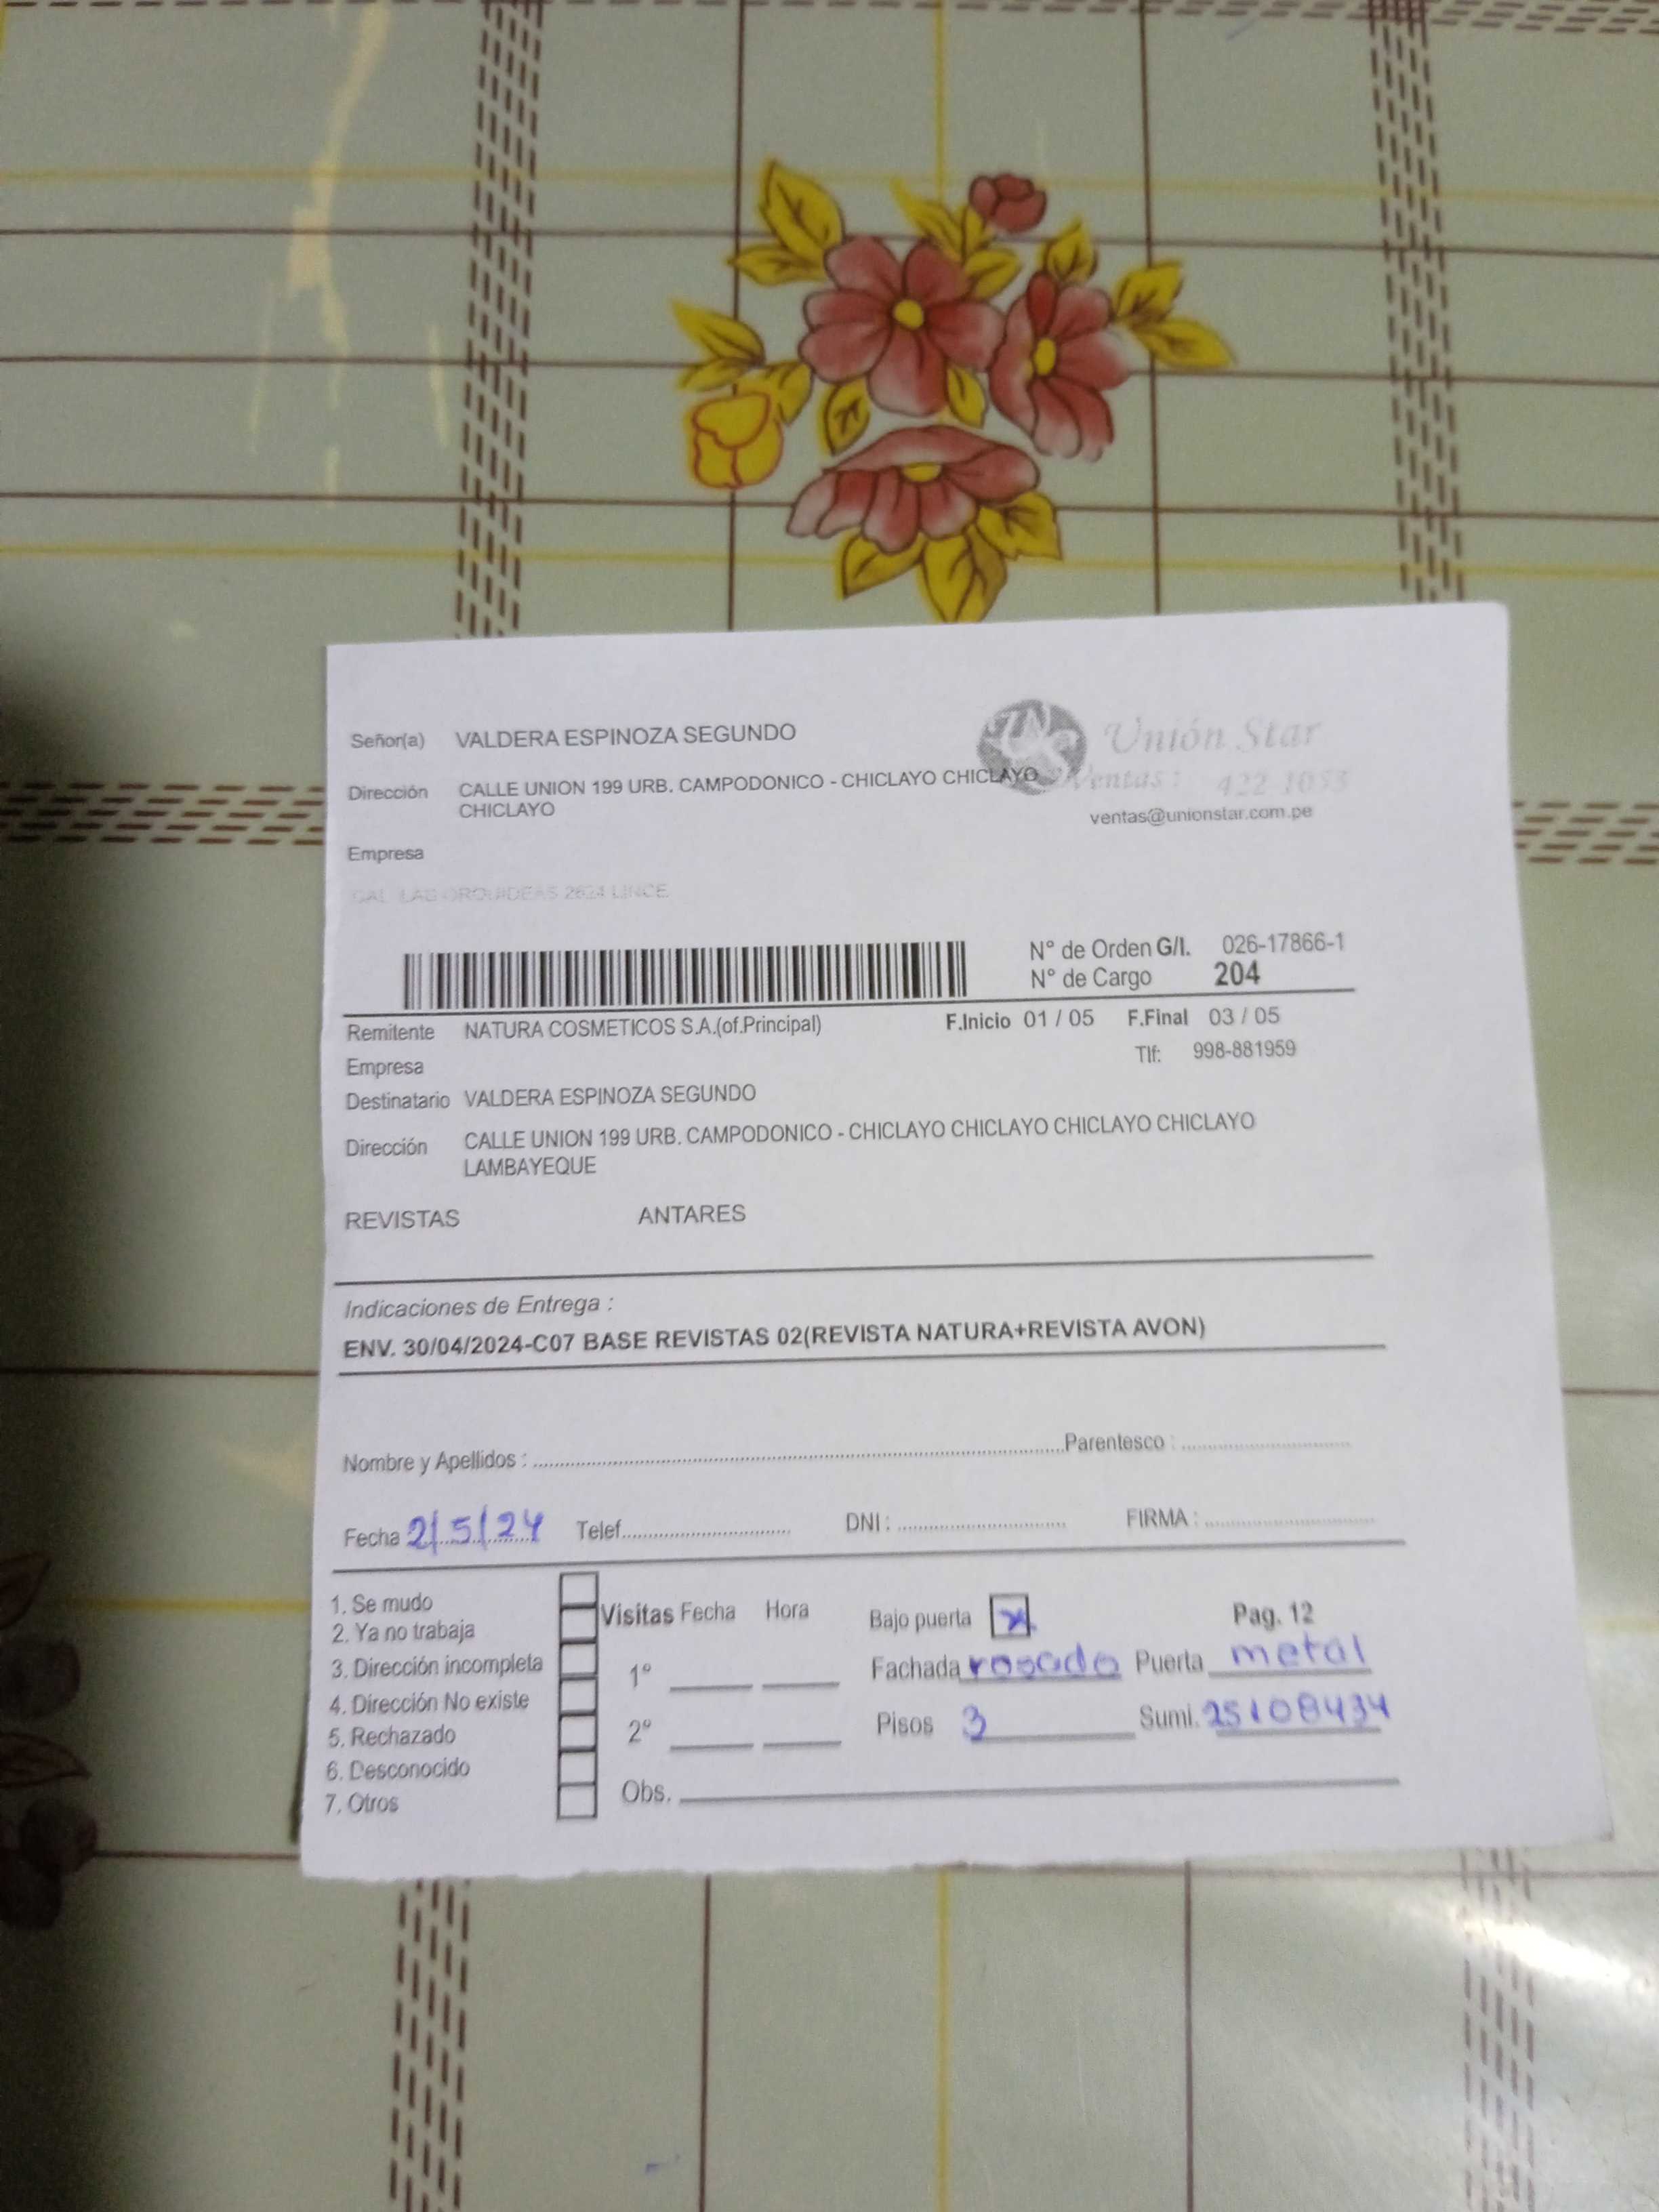 Señor(a) VALDERA ESPINOZA SEGUNDO
Unión Star
Dirección CALLE UNION 199 URB. CAMPODONICO - CHICLAYO CHICLAYO
CHICLAYO
Ventas: 422-1053
ventas@unionstar.com.pe
Empresa
CAL. LAS ORQUIDEAS 2624 LINCE
N° de Orden G/I. 026-17866-1
N° de Cargo 204
Remitente NATURA COSMETICOS S.A.(of.Principal) F.Inicio 01 / 05 F.Final 03 / 05
Empresa Tlf: 998-881959
Destinatario VALDERA ESPINOZA SEGUNDO
Dirección CALLE UNION 199 URB. CAMPODONICO - CHICLAYO CHICLAYO CHICLAYO CHICLAYO
LAMBAYEQUE
REVISTAS ANTARES
Indicaciones de Entrega :
ENV. 30/04/2024-C07 BASE REVISTAS 02(REVISTA NATURA+REVISTA AVON)
Nombre y Apellidos : Parentesco :
Fecha 2/5/24 Telef. DNI : FIRMA :
1. Se mudo
2. Ya no trabaja
3. Dirección incompleta
4. Dirección No existe
5. Rechazado
6. Desconocido
7. Otros
Visitas Fecha Hora
1°
2°
Obs.
Bajo puerta x Pag. 12
Fachada rosado Puerta metal
Pisos 3 Sumi. 25108434